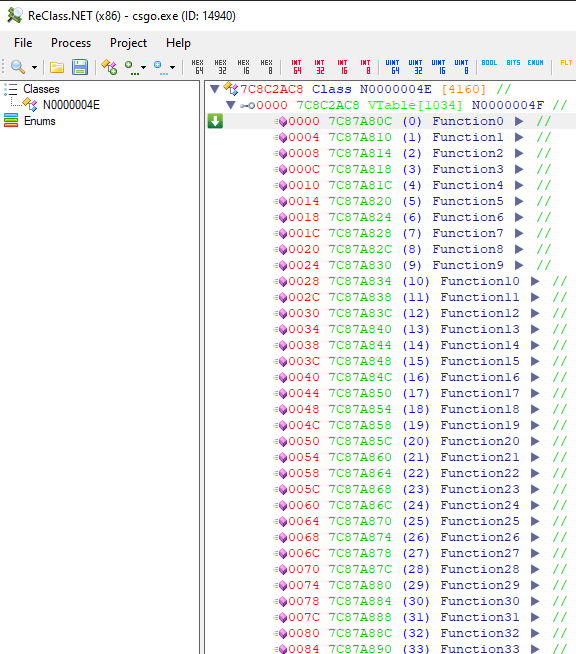 ReClass.NET (x86) - csgo.exe (ID: 14940)
File Process Project Help
HEX 64 HEX 32 HEX 16 HEX 8 INT 64 INT 32 INT 16 INT 8 UINT 64 UINT 32 UINT 16 UINT 8 BOOL BITS ENUM FLT
Classes
N0000004E
Enums
7C8C2AC8 Class N0000004E [4160] //
0000 7C8C2AC8 VTable[1034] N0000004F //
0000 7C87A80C (0) Function0 //
0004 7C87A810 (1) Function1 //
0008 7C87A814 (2) Function2 //
000C 7C87A818 (3) Function3 //
0010 7C87A81C (4) Function4 //
0014 7C87A820 (5) Function5 //
0018 7C87A824 (6) Function6 //
001C 7C87A828 (7) Function7 //
0020 7C87A82C (8) Function8 //
0024 7C87A830 (9) Function9 //
0028 7C87A834 (10) Function10 //
002C 7C87A838 (11) Function11 //
0030 7C87A83C (12) Function12 //
0034 7C87A840 (13) Function13 //
0038 7C87A844 (14) Function14 //
003C 7C87A848 (15) Function15 //
0040 7C87A84C (16) Function16 //
0044 7C87A850 (17) Function17 //
0048 7C87A854 (18) Function18 //
004C 7C87A858 (19) Function19 //
0050 7C87A85C (20) Function20 //
0054 7C87A860 (21) Function21 //
0058 7C87A864 (22) Function22 //
005C 7C87A868 (23) Function23 //
0060 7C87A86C (24) Function24 //
0064 7C87A870 (25) Function25 //
0068 7C87A874 (26) Function26 //
006C 7C87A878 (27) Function27 //
0070 7C87A87C (28) Function28 //
0074 7C87A880 (29) Function29 //
0078 7C87A884 (30) Function30 //
007C 7C87A888 (31) Function31 //
0080 7C87A88C (32) Function32 //
0084 7C87A890 (33) Function33 //